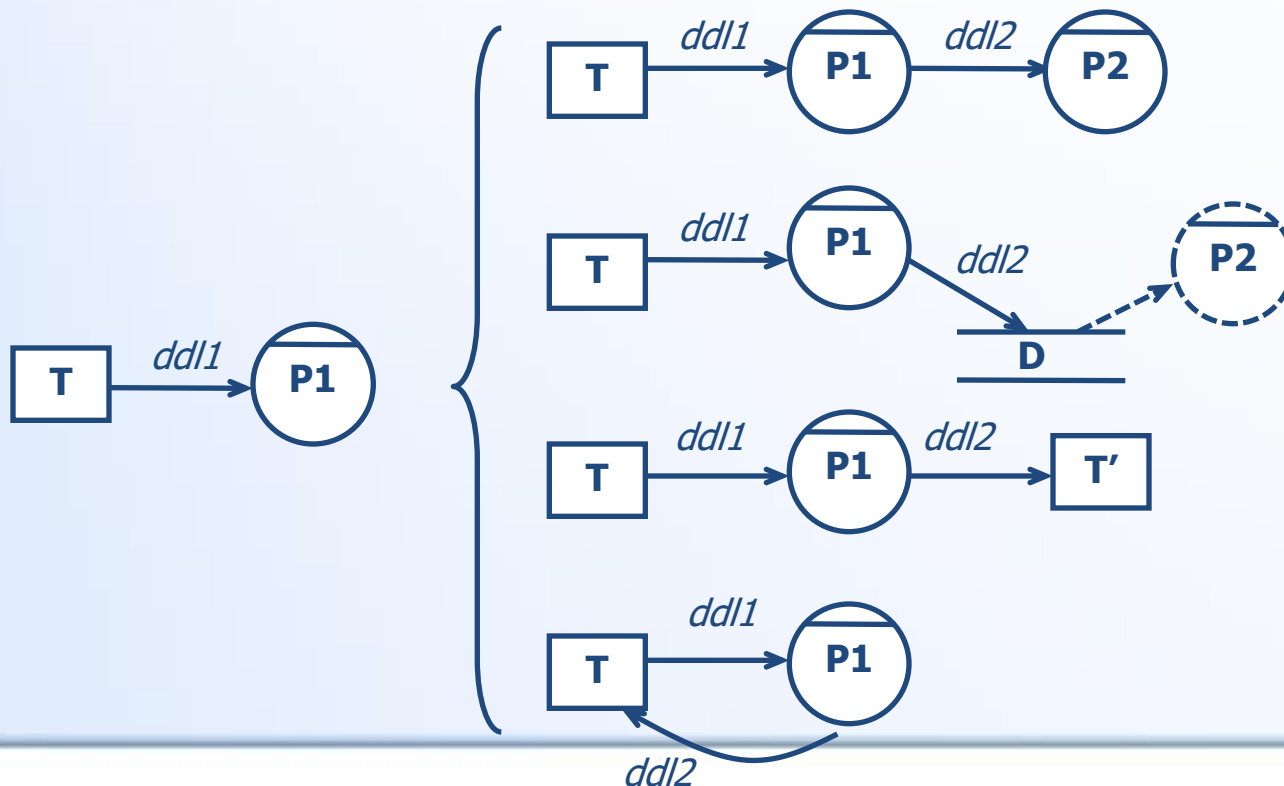 T ddl1 P1
T ddl1 P1 ddl2 P2
T ddl1 P1 ddl2 D P2
T ddl1 P1 ddl2 T’
T ddl1 P1 ddl2